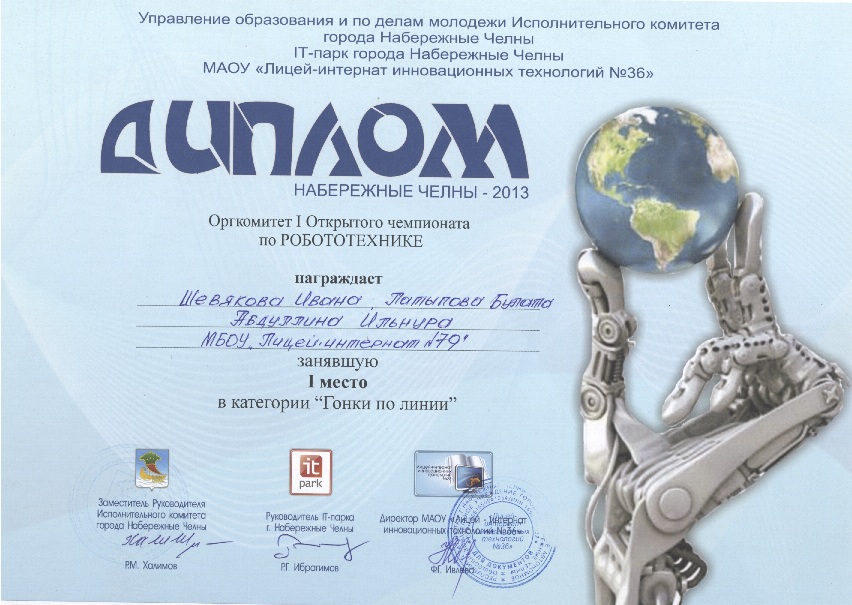 Управление образования и по делам молодежи Исполнительного комитета
города Набережные Челны
IT-парк города Набережные Челны
МАОУ «Лицей-интернат инновационных технологий №36»
ДИПЛОМ
НАБЕРЕЖНЫЕ ЧЕЛНЫ - 2013
Оргкомитет I Открытого чемпионата
по РОБОТОТЕХНИКЕ
награждает
Шевякова Ивана, Латыпова Булата
Авдуллина Ильнура
МБОУ "Лицей-интернат №79"
занявшую
I место
в категории “Гонки по линии”
it
park
Заместитель Руководителя
Исполнительного комитета
города Набережные Челны
Р.М. Халимов
Руководитель IT-парка
г. Набережные Челны
Р.Г. Ибрагимов
Директор МАОУ «Лицей - Интернат
инновационных технологий №36»
Ф.Г. Ивлева
ДЛЯ ДОКУМЕНТОВ